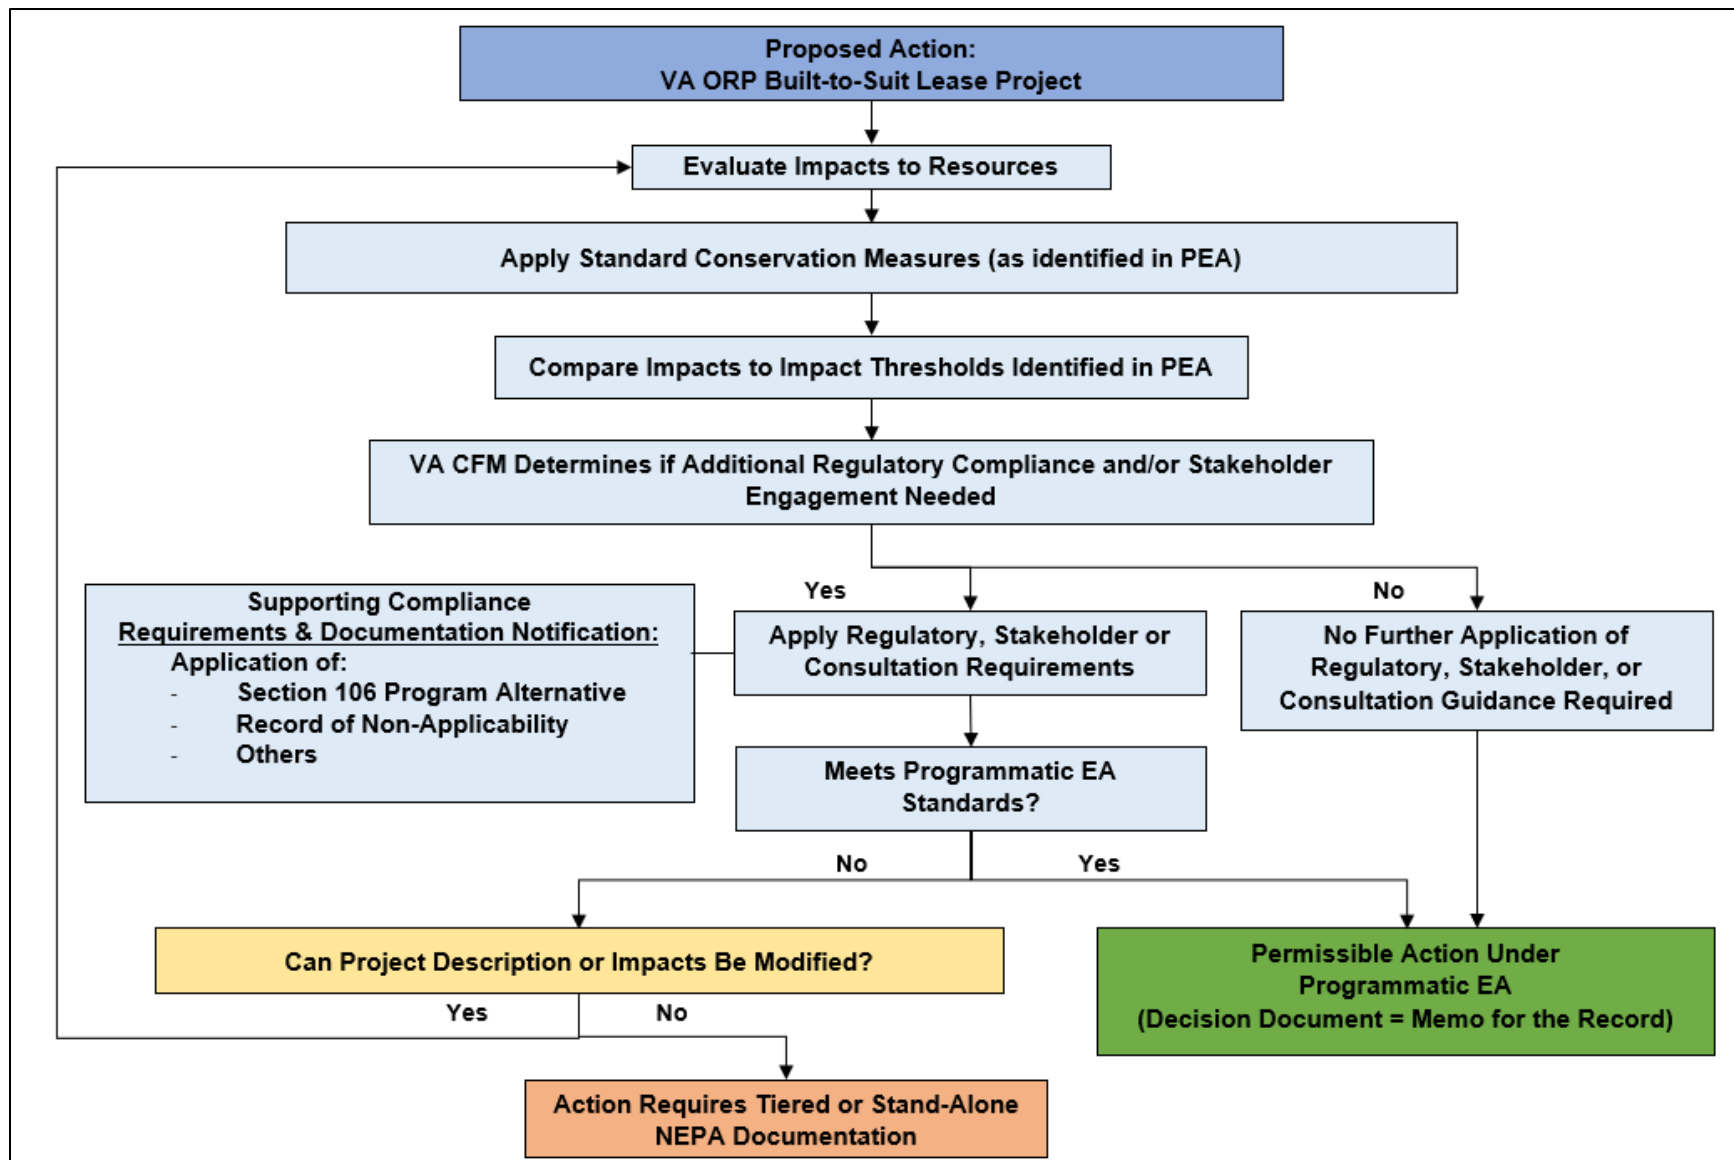 Proposed Action:
VA ORP Built-to-Suit Lease Project
Evaluate Impacts to Resources
Apply Standard Conservation Measures (as identified in PEA)
Compare Impacts to Impact Thresholds Identified in PEA
VA CFM Determines if Additional Regulatory Compliance and/or Stakeholder
Engagement Needed
Yes
No
Supporting Compliance
Requirements & Documentation Notification:
Application of:
- Section 106 Program Alternative
- Record of Non-Applicability
- Others
Apply Regulatory, Stakeholder or
Consultation Requirements
No Further Application of
Regulatory, Stakeholder, or
Consultation Guidance Required
Meets Programmatic EA
Standards?
No
Yes
Can Project Description or Impacts Be Modified?
Permissible Action Under
Programmatic EA
(Decision Document = Memo for the Record)
Yes
No
Action Requires Tiered or Stand-Alone
NEPA Documentation